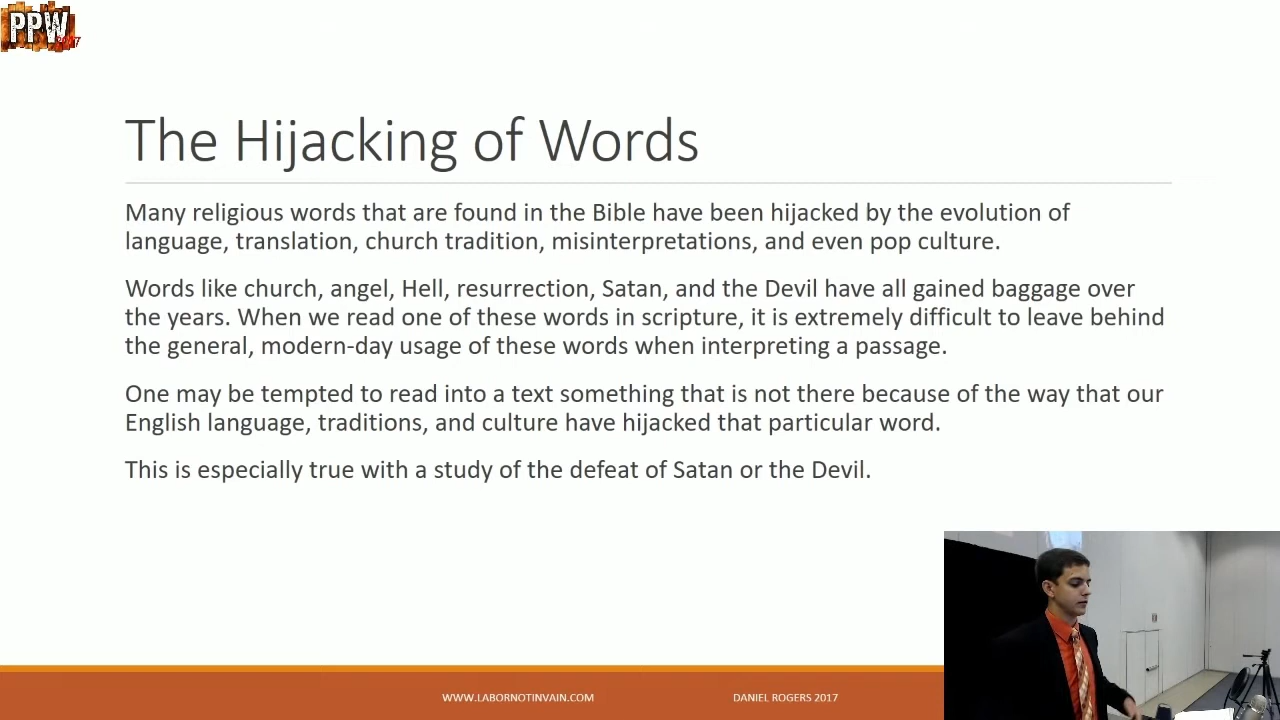 PPW
2017
The Hijacking of Words
Many religious words that are found in the Bible have been hijacked by the evolution of
language, translation, church tradition, misinterpretations, and even pop culture.
Words like church, angel, Hell, resurrection, Satan, and the Devil have all gained baggage over
the years. When we read one of these words in scripture, it is extremely difficult to leave behind
the general, modern-day usage of these words when interpreting a passage.
One may be tempted to read into a text something that is not there because of the way that our
English language, traditions, and culture have hijacked that particular word.
This is especially true with a study of the defeat of Satan or the Devil.
WWW.LABORNOTINVAIN.COM
DANIEL ROGERS 2017